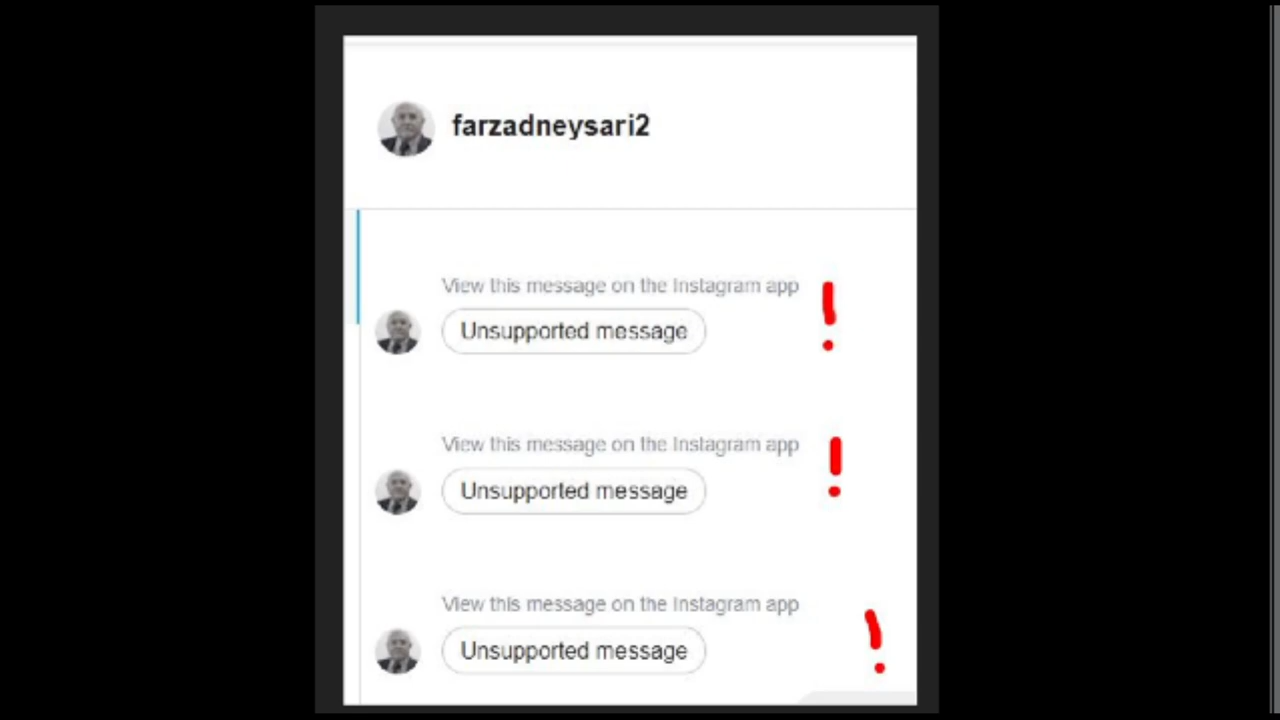 farzadneysari2
View this message on the Instagram app
Unsupported message
View this message on the Instagram app
Unsupported message
View this message on the Instagram app
Unsupported message